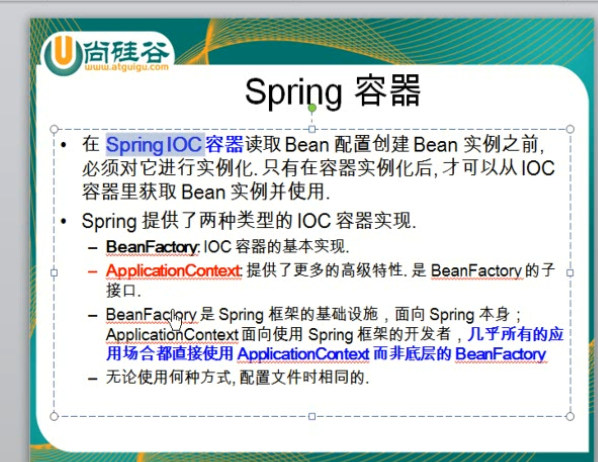 尚硅谷
www.atguigu.com
Spring 容器
• 在 Spring IOC 容器读取 Bean 配置创建 Bean 实例之前,
必须对它进行实例化. 只有在容器实例化后, 才可以从 IOC
容器里获取 Bean 实例并使用.
• Spring 提供了两种类型的 IOC 容器实现.
– BeanFactory: IOC 容器的基本实现.
– ApplicationContext: 提供了更多的高级特性. 是 BeanFactory 的子
接口.
– BeanFactory 是 Spring 框架的基础设施，面向 Spring 本身；
ApplicationContext 面向使用 Spring 框架的开发者，几乎所有的应
用场合都直接使用 ApplicationContext 而非底层的 BeanFactory
– 无论使用何种方式, 配置文件时相同的.